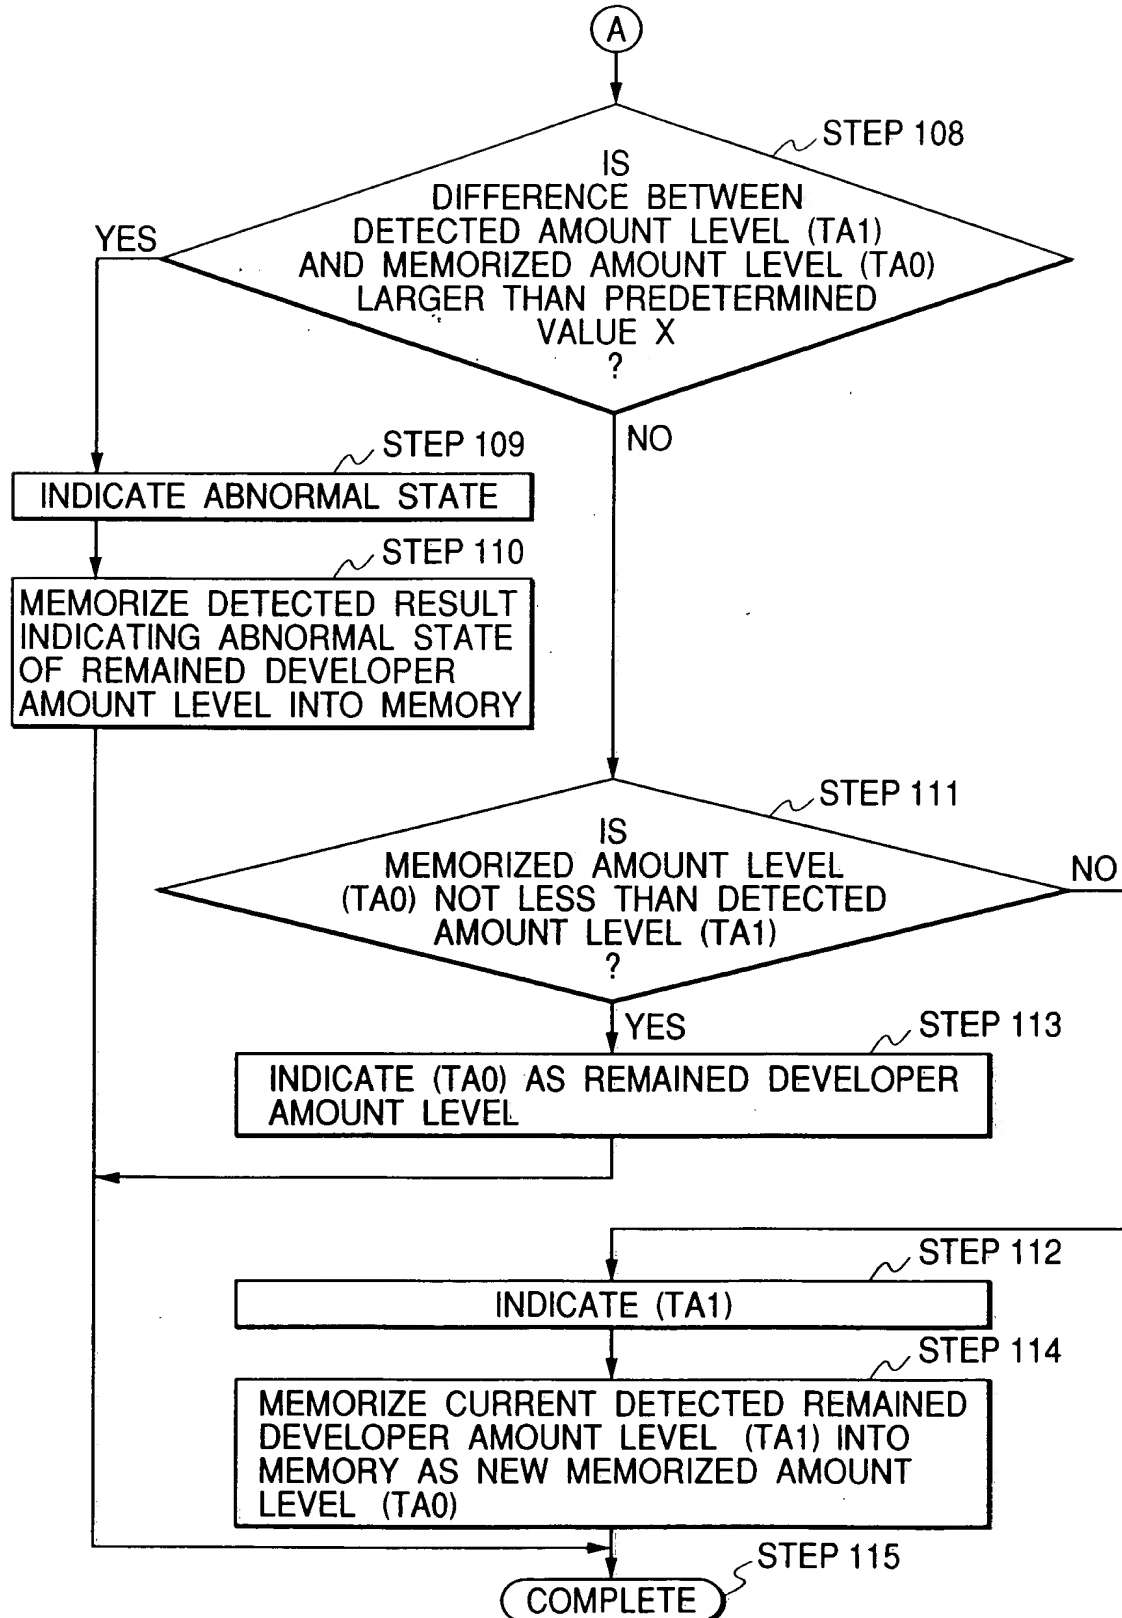 A
STEP 108
IS
DIFFERENCE BETWEEN
DETECTED AMOUNT LEVEL (TA1)
AND MEMORIZED AMOUNT LEVEL (TA0)
LARGER THAN PREDETERMINED
VALUE X
?
YES
NO
STEP 109
INDICATE ABNORMAL STATE
STEP 110
MEMORIZE DETECTED RESULT
INDICATING ABNORMAL STATE
OF REMAINED DEVELOPER
AMOUNT LEVEL INTO MEMORY
STEP 111
IS
MEMORIZED AMOUNT LEVEL
(TA0) NOT LESS THAN DETECTED
AMOUNT LEVEL (TA1)
?
NO
YES
STEP 113
INDICATE (TA0) AS REMAINED DEVELOPER
AMOUNT LEVEL
STEP 112
INDICATE (TA1)
STEP 114
MEMORIZE CURRENT DETECTED REMAINED
DEVELOPER AMOUNT LEVEL (TA1) INTO
MEMORY AS NEW MEMORIZED AMOUNT
LEVEL (TA0)
STEP 115
COMPLETE